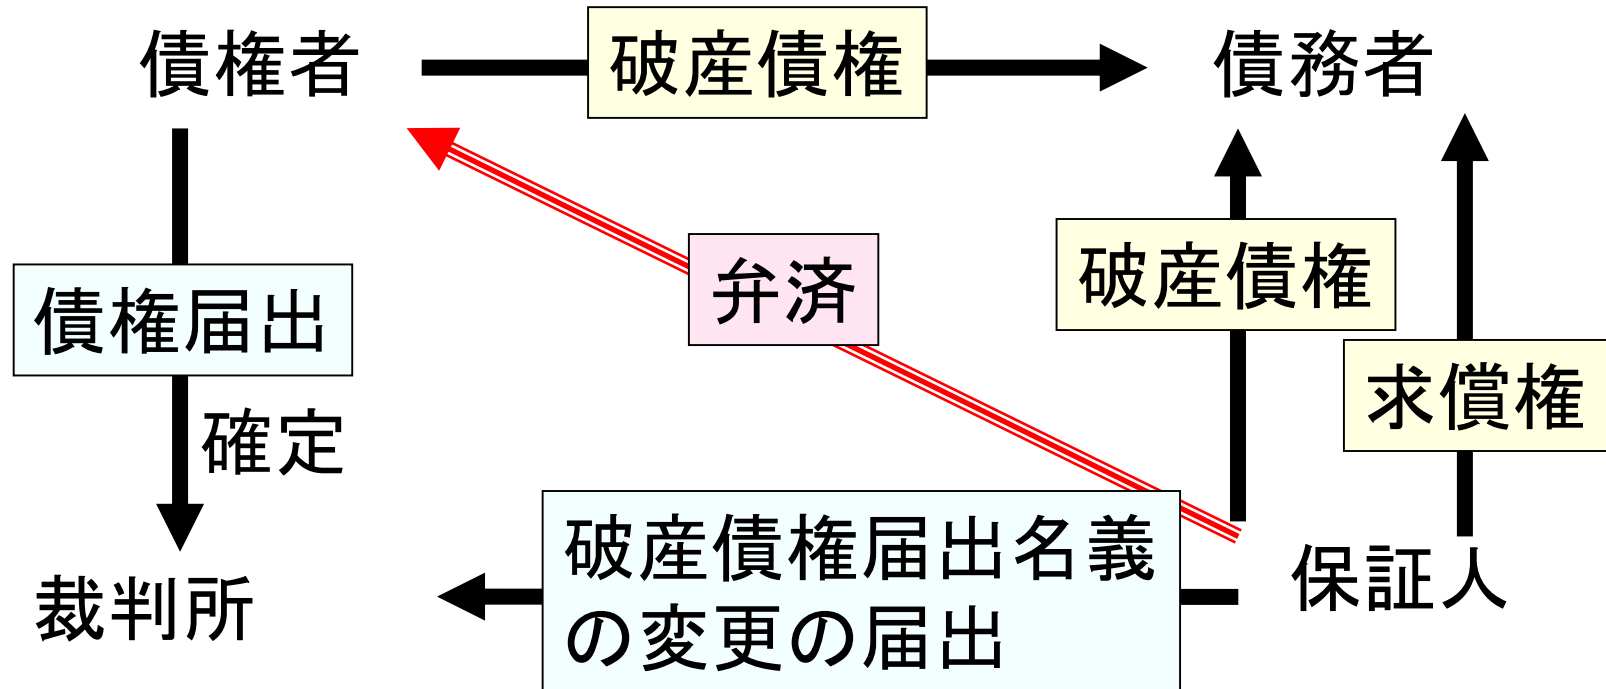 債権者
破産債権
債務者
弁済
破産債権
債権届出
求償権
確定
破産債権届出名義
の変更の届出
保証人
裁判所